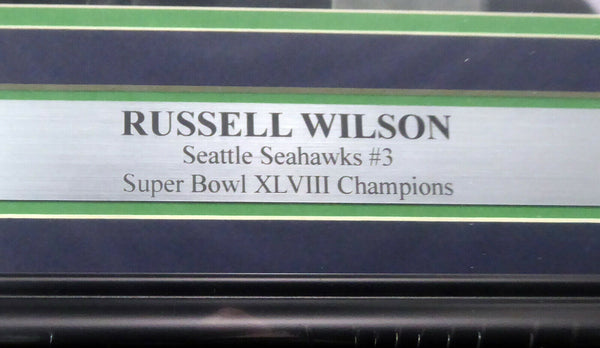 RUSSELL WILSON
Seattle Seahawks #3
Super Bowl XLVIII Champions